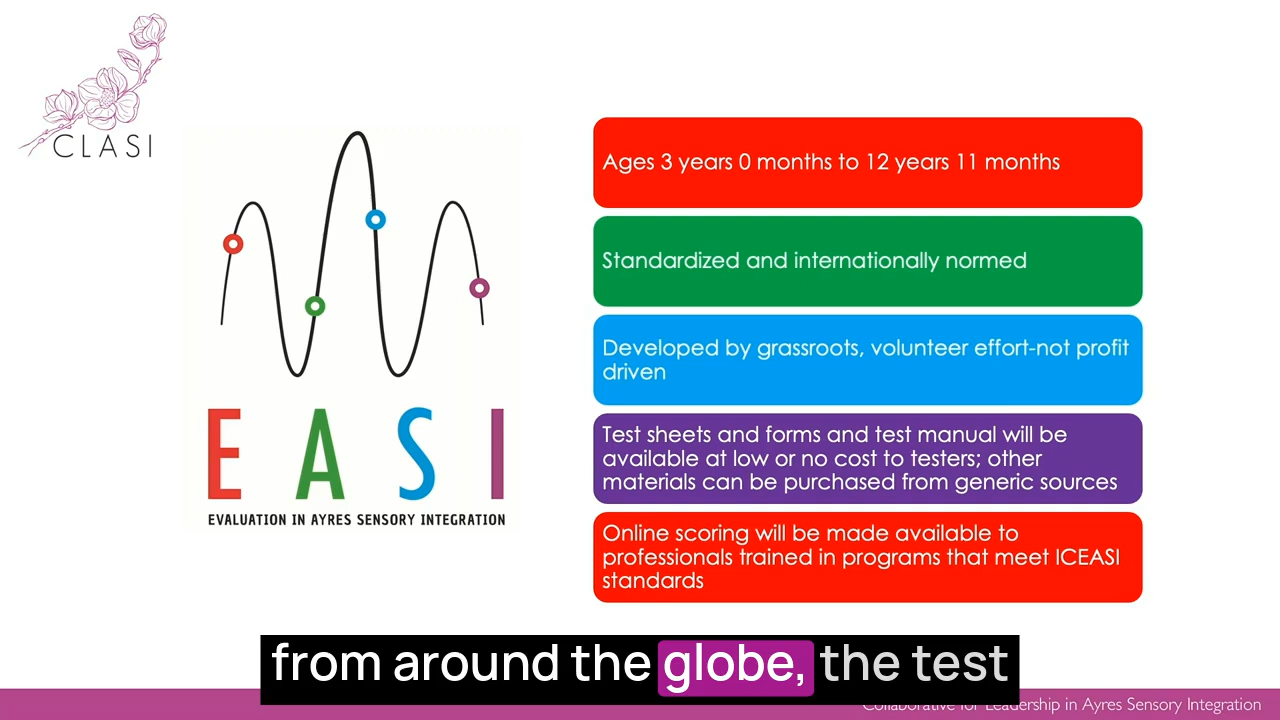 CLASI
EASI
EVALUATION IN AYRES SENSORY INTEGRATION
Ages 3 years 0 months to 12 years 11 months
Standardized and internationally normed
Developed by grassroots, volunteer effort-not profit
driven
Test sheets and forms and test manual will be
available at low or no cost to testers; other
materials can be purchased from generic sources
Online scoring will be made available to
professionals trained in programs that meet ICEASI
standards
from around the globe, the test
Collaborative for Leadership in Ayres Sensory Integration